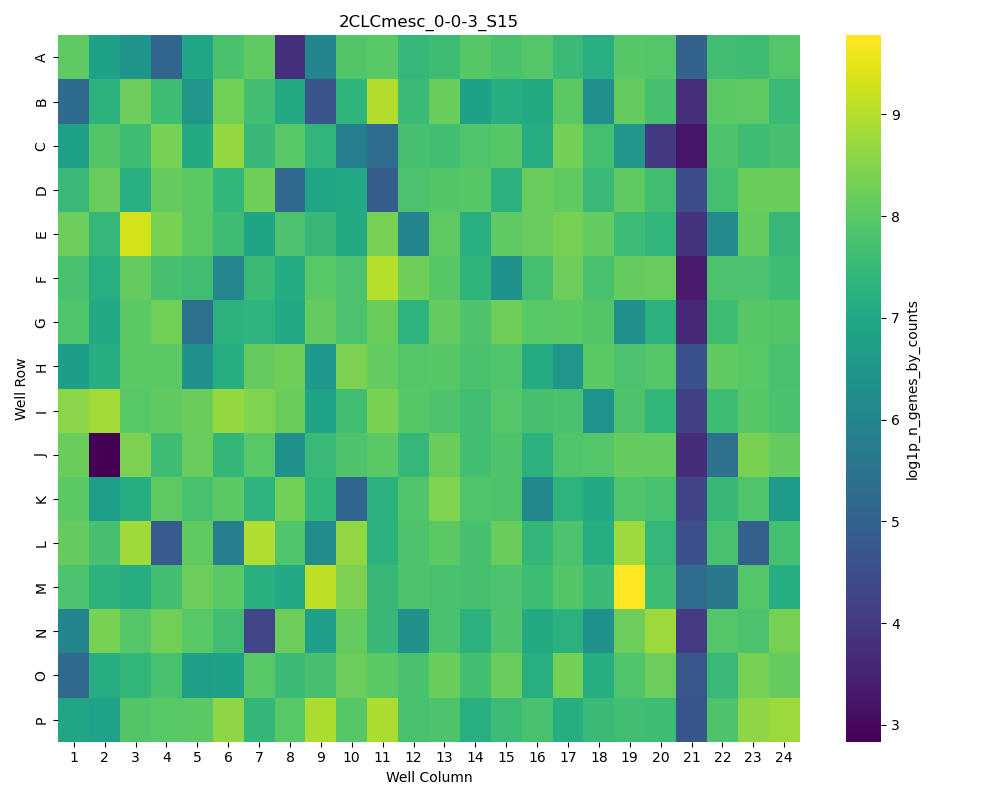 2CLCmesc_0-0-3_S15
Well Row
A
B
C
D
E
F
G
H
I
J
K
L
M
N
O
P
1 2 3 4 5 6 7 8 9 10 11 12 13 14 15 16 17 18 19 20 21 22 23 24
Well Column
9
8
7
6
5
4
3
log1p_n_genes_by_counts